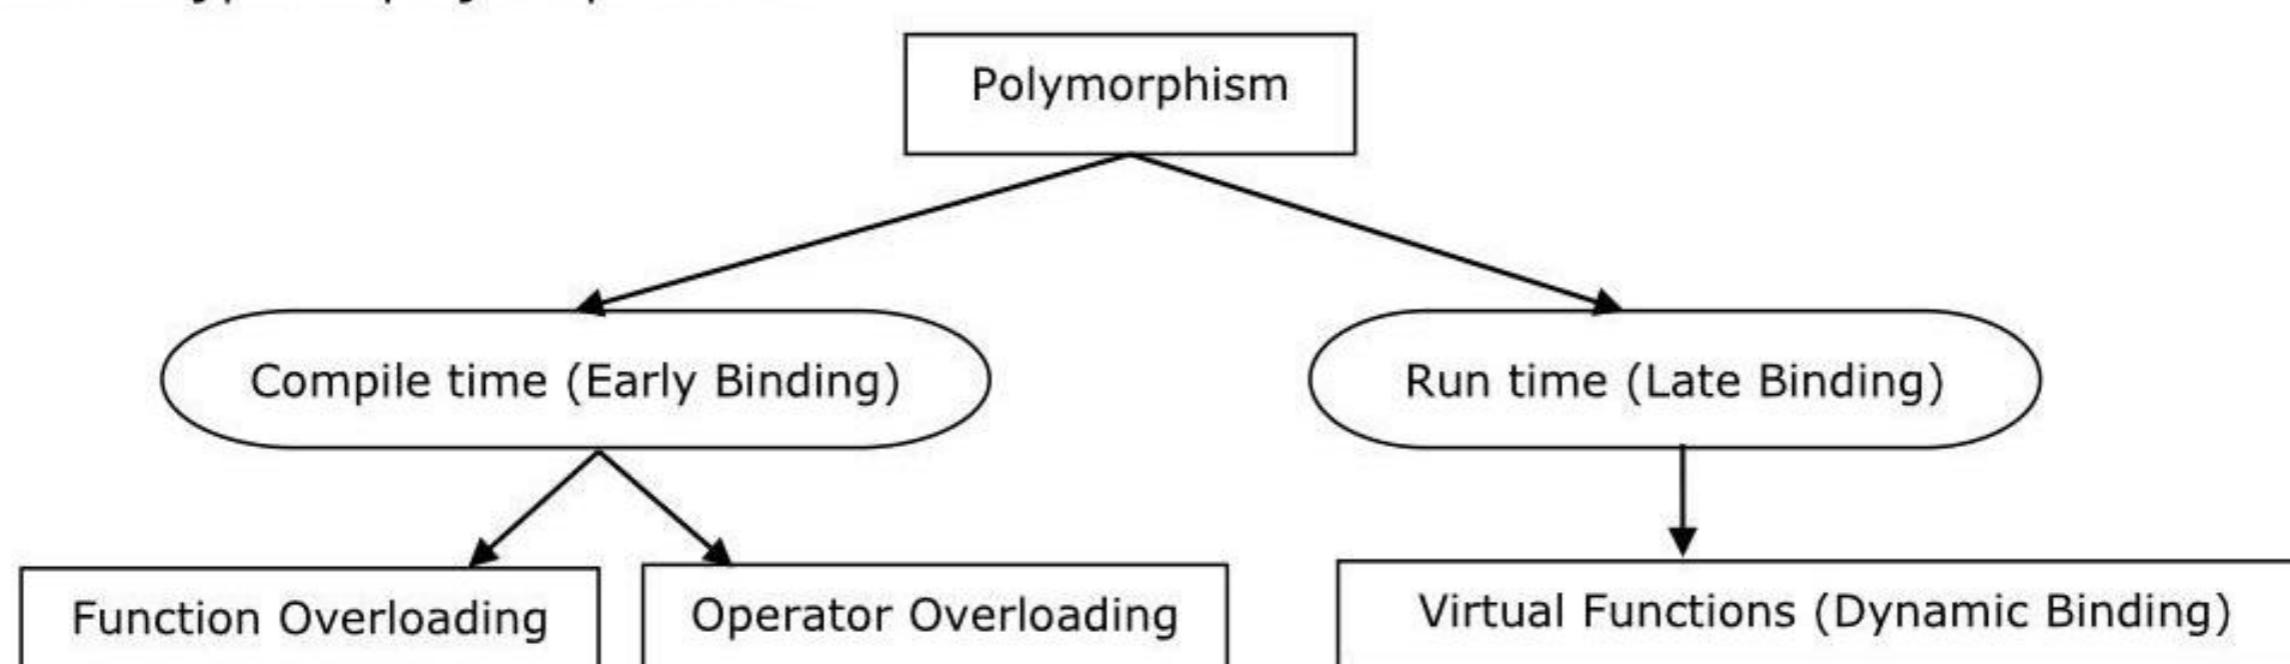 Polymorphism
Compile time (Early Binding)
Run time (Late Binding)
Function Overloading
Operator Overloading
Virtual Functions (Dynamic Binding)